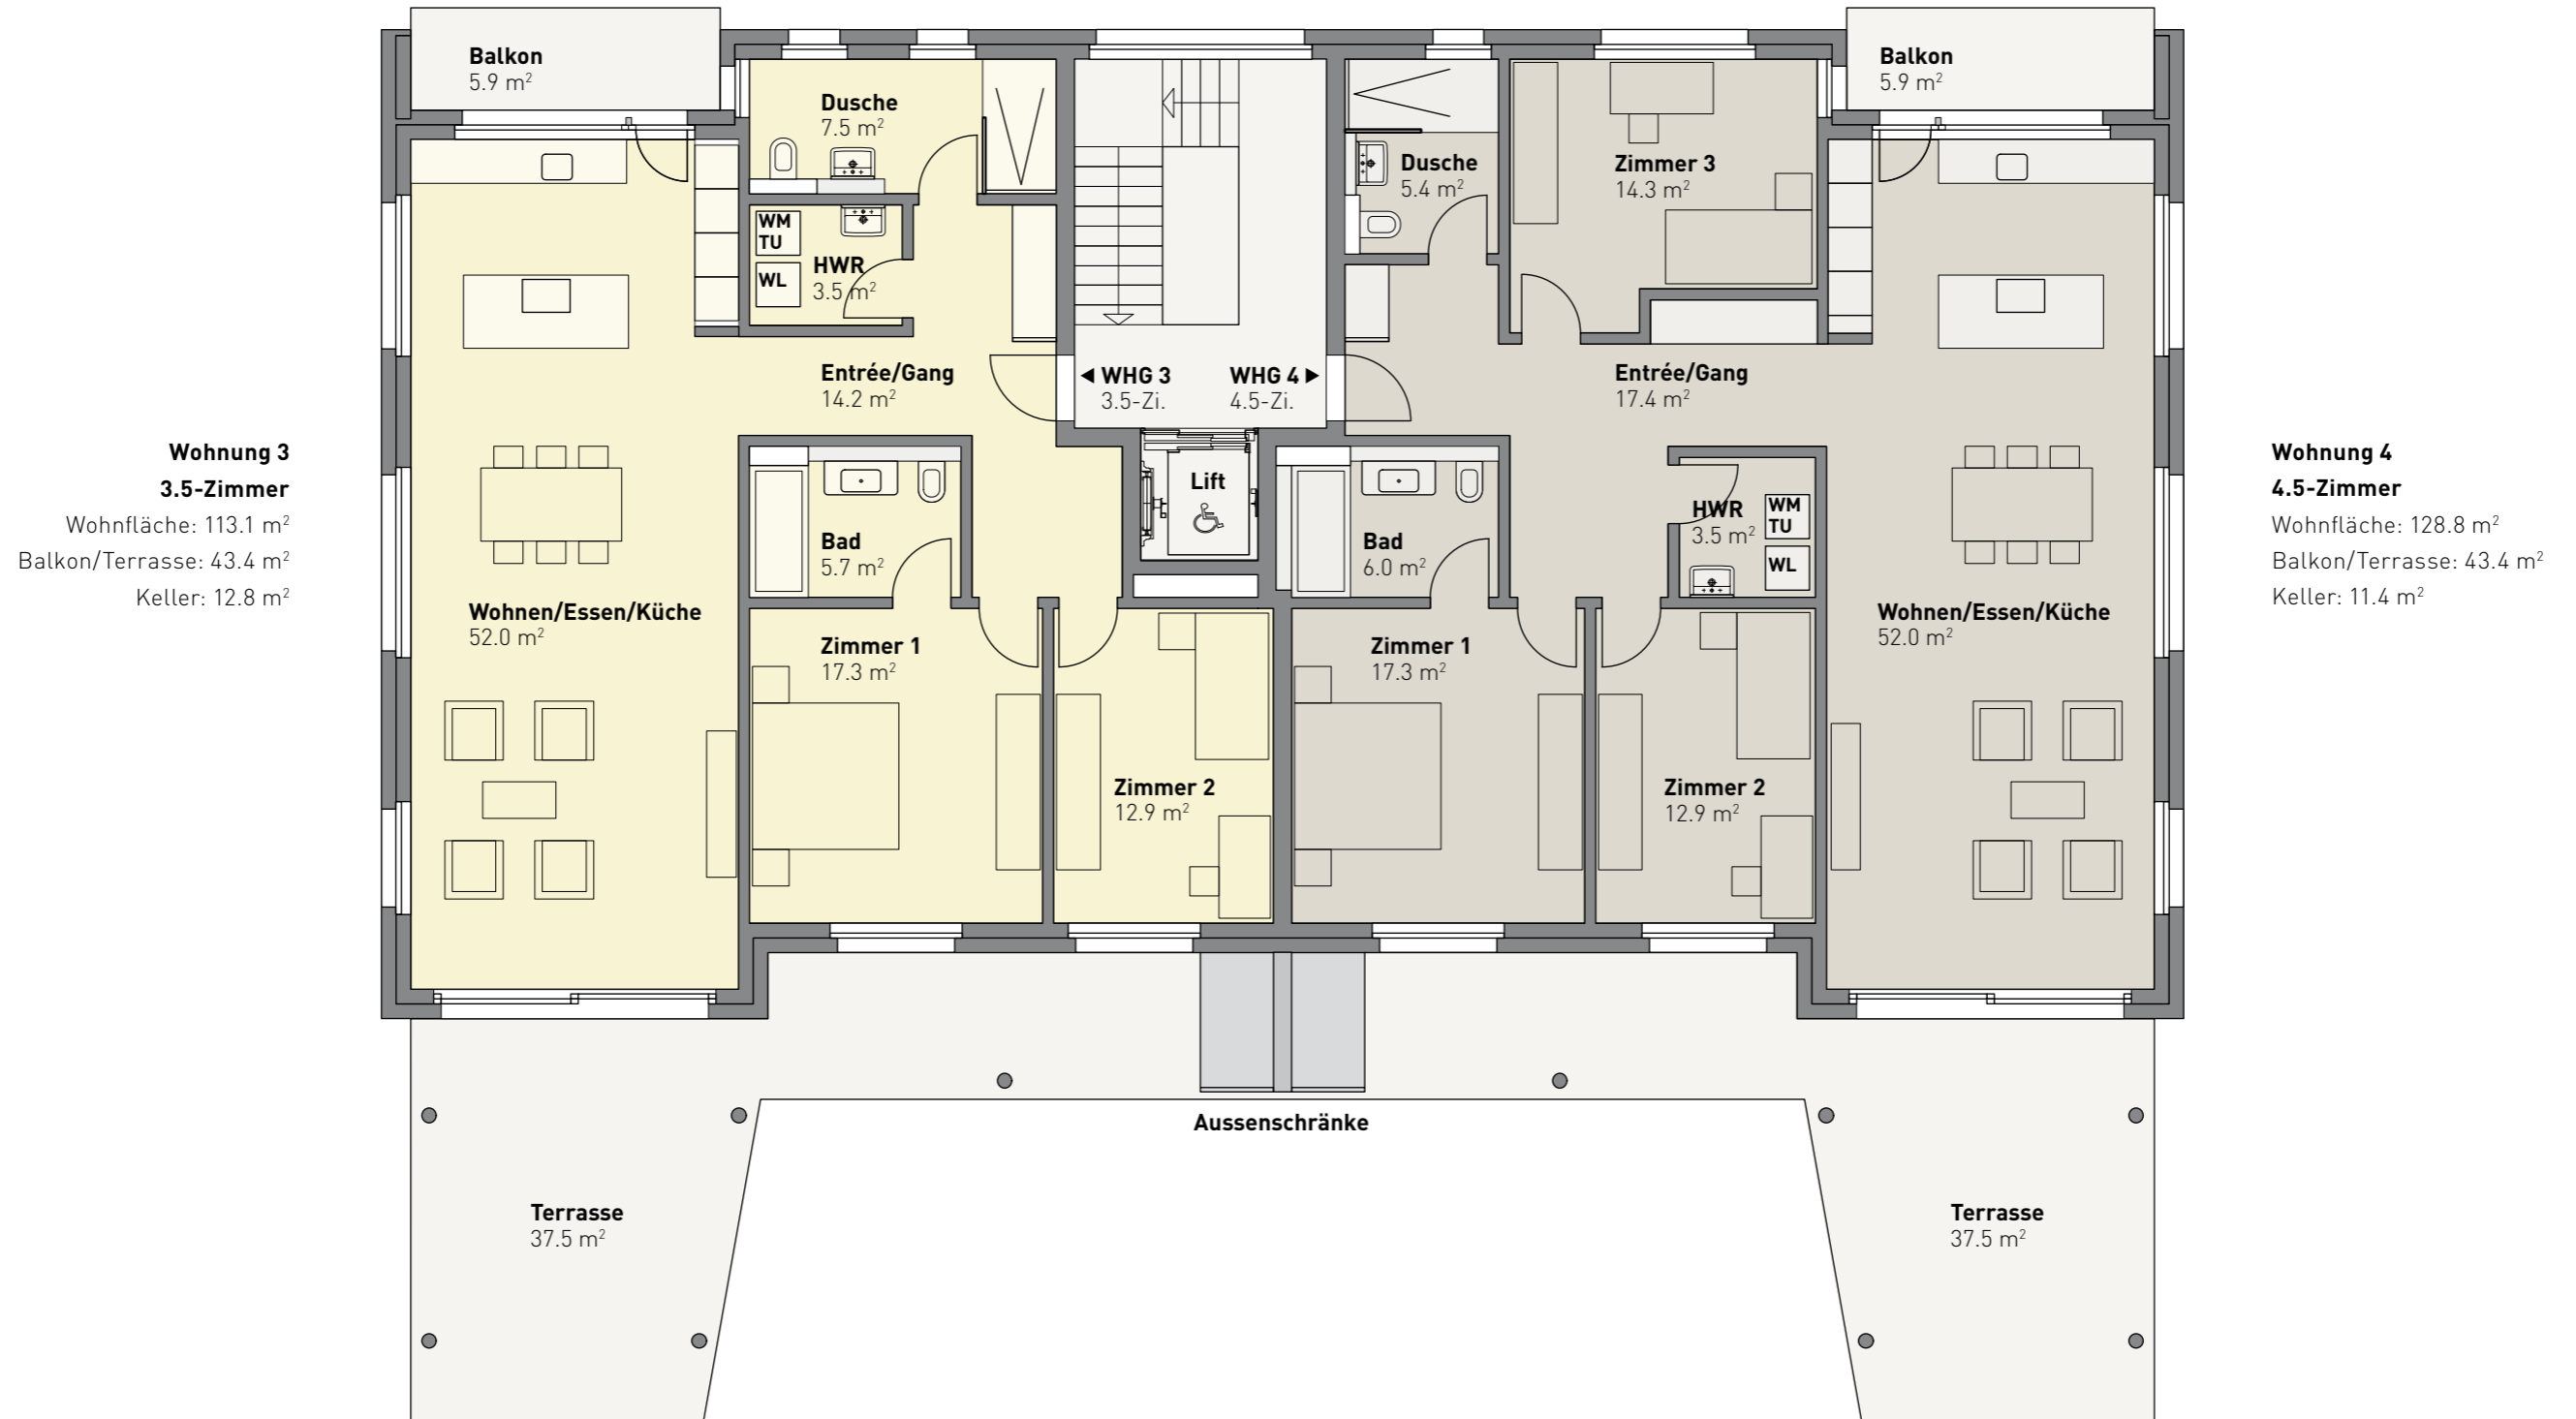 Balkon
5.9 m²
Dusche
7.5 m²
WM
TU
WL
HWR
3.5 m²
Entrée/Gang
14.2 m²
WHG 3
3.5-Zi.
WHG 4
4.5-Zi.
Dusche
5.4 m²
Zimmer 3
14.3 m²
Balkon
5.9 m²
Entrée/Gang
17.4 m²
Wohnung 3
3.5-Zimmer
Wohnfläche: 113.1 m²
Balkon/Terrasse: 43.4 m²
Keller: 12.8 m²
Wohnen/Essen/Küche
52.0 m²
Bad
5.7 m²
Lift
Bad
6.0 m²
HWR
3.5 m²
WM
TU
WL
Wohnen/Essen/Küche
52.0 m²
Wohnung 4
4.5-Zimmer
Wohnfläche: 128.8 m²
Balkon/Terrasse: 43.4 m²
Keller: 11.4 m²
Zimmer 1
17.3 m²
Zimmer 2
12.9 m²
Zimmer 1
17.3 m²
Zimmer 2
12.9 m²
Aussenschränke
Terrasse
37.5 m²
Terrasse
37.5 m²